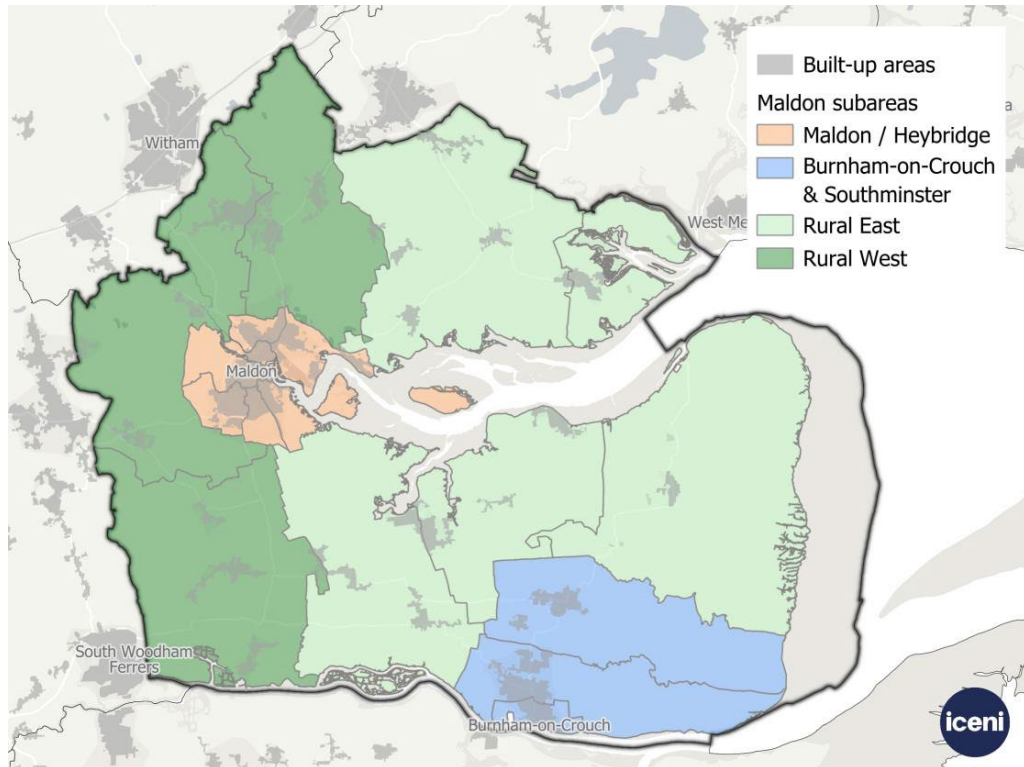 Built-up areas
Maldon subareas
Maldon / Heybridge
Burnham-on-Crouch
& Southminster
Rural East
Rural West
Witham
West Me
Maldon
South Woodham
Ferrers
Burnham-on-Crouch
iceni